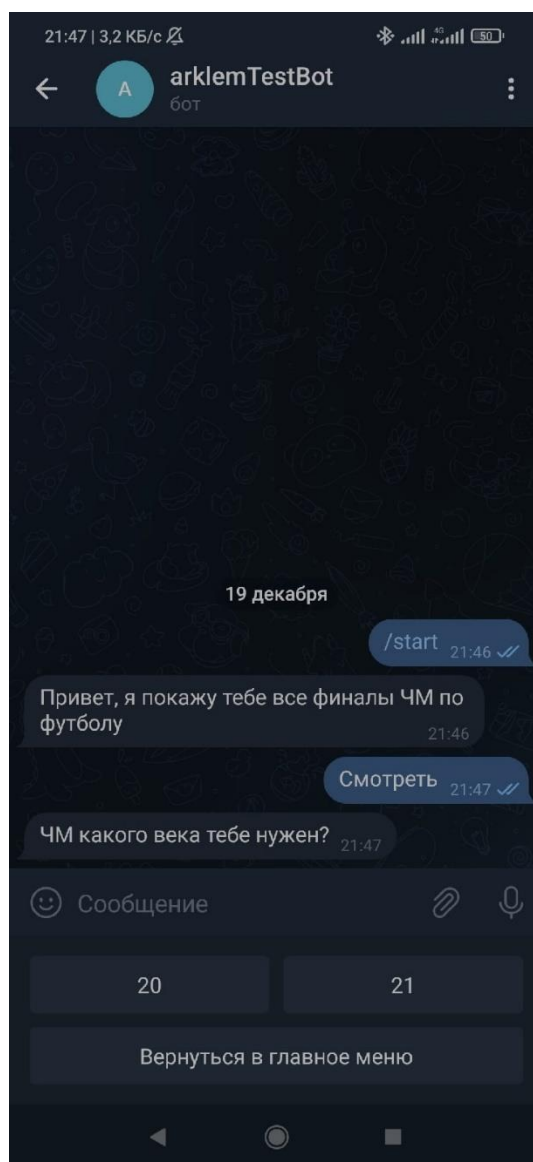 21:47 | 3,2 КБ/с
4G
50
A
arklemTestBot
бот
19 декабря
/start 21:46
Привет, я покажу тебе все финалы ЧМ по
футболу 21:46
Смотреть 21:47
ЧМ какого века тебе нужен? 21:47
Сообщение
20 21
Вернуться в главное меню